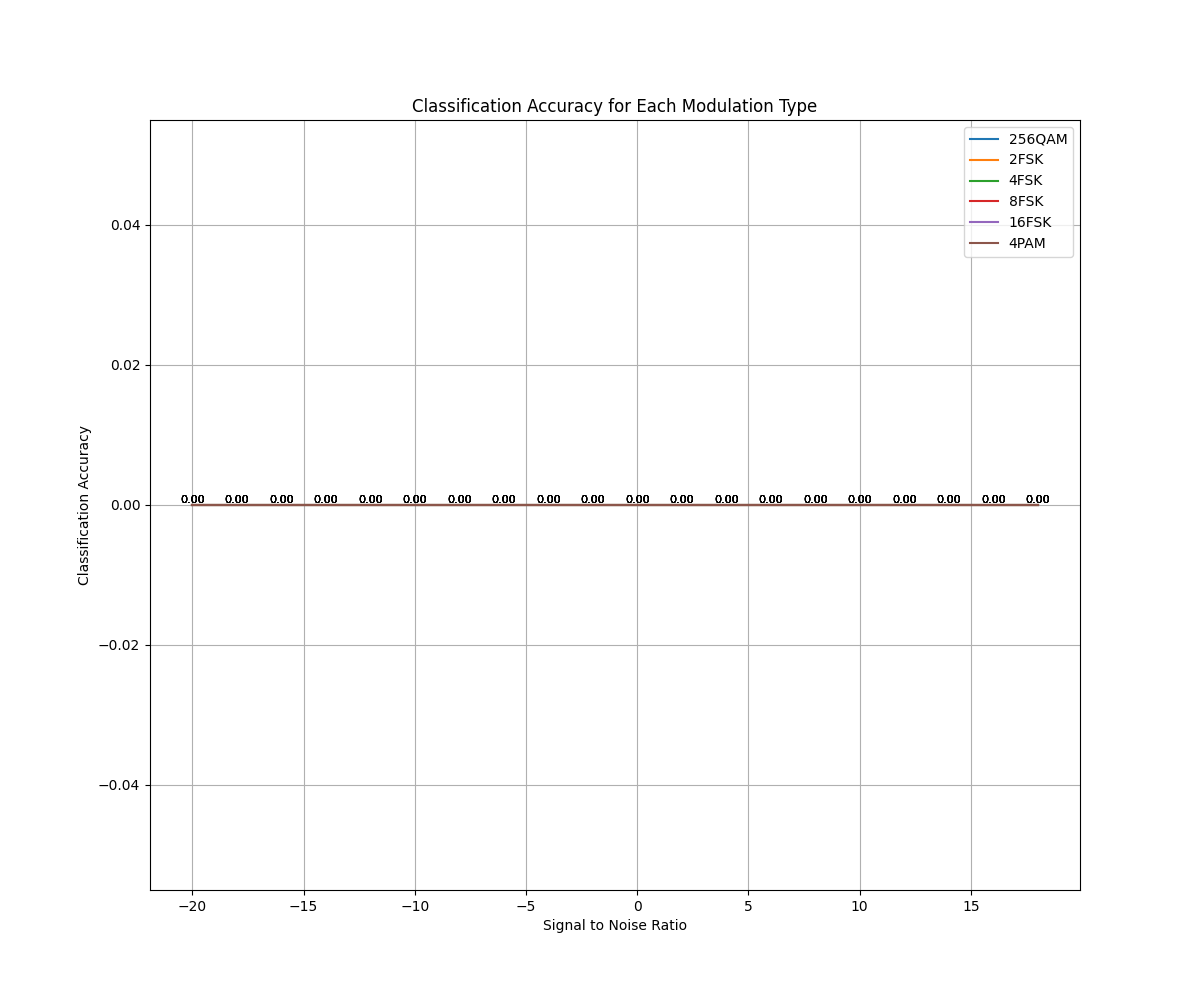 Classification Accuracy for Each Modulation Type
256QAM
2FSK
4FSK
8FSK
16FSK
4PAM
0.04
0.02
0.00
−0.02
−0.04
Classification Accuracy
0.00 0.00 0.00 0.00 0.00 0.00 0.00 0.00 0.00 0.00 0.00 0.00 0.00 0.00 0.00 0.00 0.00 0.00 0.00 0.00
−20 −15 −10 −5 0 5 10 15
Signal to Noise Ratio